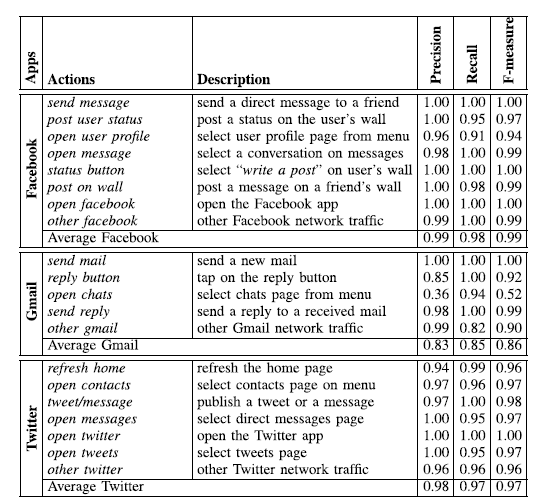 Apps Actions Description Precision Recall F-measure
Facebook
send message send a direct message to a friend 1.00 1.00 1.00
post user status post a status on the user's wall 1.00 0.95 0.97
open user profile select user profile page from menu 0.96 0.91 0.94
open message select a conversation on messages 0.98 1.00 0.99
status button select "write a post" on user's wall 1.00 1.00 1.00
post on wall post a message on a friend's wall 1.00 0.98 0.99
open facebook open the Facebook app 1.00 1.00 1.00
other facebook other Facebook network traffic 0.99 1.00 0.99
Average Facebook 0.99 0.98 0.99
Gmail
send mail send a new mail 1.00 1.00 1.00
reply button tap on the reply button 0.85 1.00 0.92
open chats select chats page from menu 0.36 0.94 0.52
send reply send a reply to a received mail 0.98 1.00 0.99
other gmail other Gmail network traffic 0.99 0.82 0.90
Average Gmail 0.83 0.85 0.86
Twitter
refresh home refresh the home page 0.94 0.99 0.96
open contacts select contacts page on menu 0.97 0.96 0.97
tweet/message publish a tweet or a message 0.97 1.00 0.98
open messages select direct messages page 1.00 0.95 0.97
open twitter open the Twitter app 1.00 1.00 1.00
open tweets select tweets page 1.00 0.95 0.97
other twitter other Twitter network traffic 0.96 0.96 0.96
Average Twitter 0.98 0.97 0.97